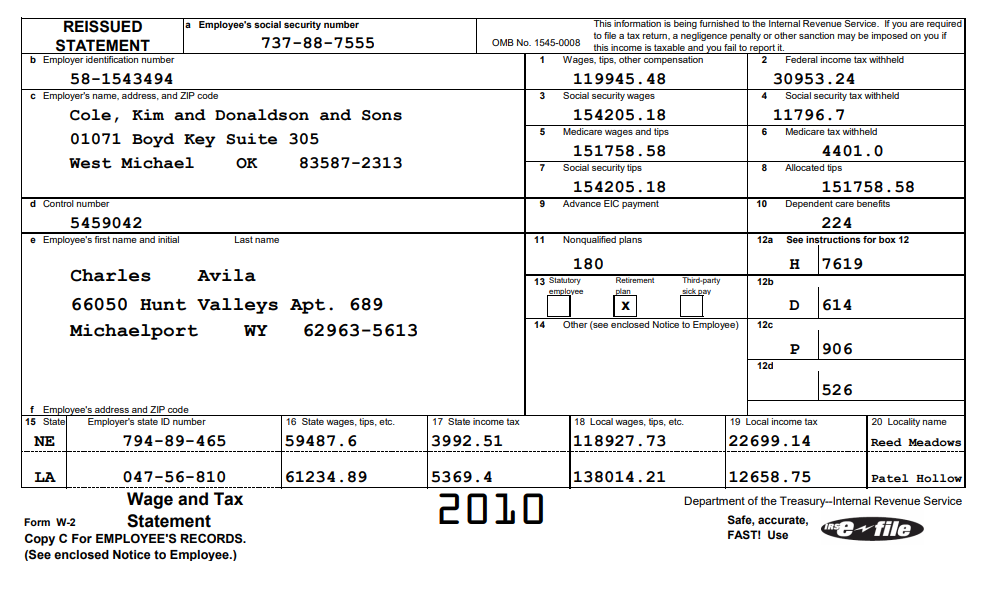 REISSUED STATEMENT
a Employee's social security number
737-88-7555
OMB No. 1545-0008
This information is being furnished to the Internal Revenue Service. If you are required
to file a tax return, a negligence penalty or other sanction may be imposed on you if
this income is taxable and you fail to report it.
b Employer identification number
58-1543494
1 Wages, tips, other compensation
119945.48
2 Federal income tax withheld
30953.24
c Employer's name, address, and ZIP code
Cole, Kim and Donaldson and Sons
01071 Boyd Key Suite 305
West Michael OK 83587-2313
3 Social security wages
154205.18
4 Social security tax withheld
11796.7
5 Medicare wages and tips
151758.58
6 Medicare tax withheld
4401.0
7 Social security tips
154205.18
8 Allocated tips
151758.58
d Control number
5459042
9 Advance EIC payment
10 Dependent care benefits
224
e Employee's first name and initial Last name
Charles Avila
66050 Hunt Valleys Apt. 689
Michaelport WY 62963-5613
f Employee's address and ZIP code
11 Nonqualified plans
180
12a See instructions for box 12
H 7619
13 Statutory employee
Retirement plan
X
Third-party sick pay
12b
D 614
14 Other (see enclosed Notice to Employee)
12c
P 906
12d
526
15 State Employer's state ID number 16 State wages, tips, etc. 17 State income tax 18 Local wages, tips, etc. 19 Local income tax 20 Locality name
NE 794-89-465 59487.6 3992.51 118927.73 22699.14 Reed Meadows
LA 047-56-810 61234.89 5369.4 138014.21 12658.75 Patel Hollow
Form W-2
Wage and Tax
Statement
2010
Department of the Treasury--Internal Revenue Service
Copy C For EMPLOYEE'S RECORDS.
(See enclosed Notice to Employee.)
Safe, accurate,
FAST! Use
IRS e-file